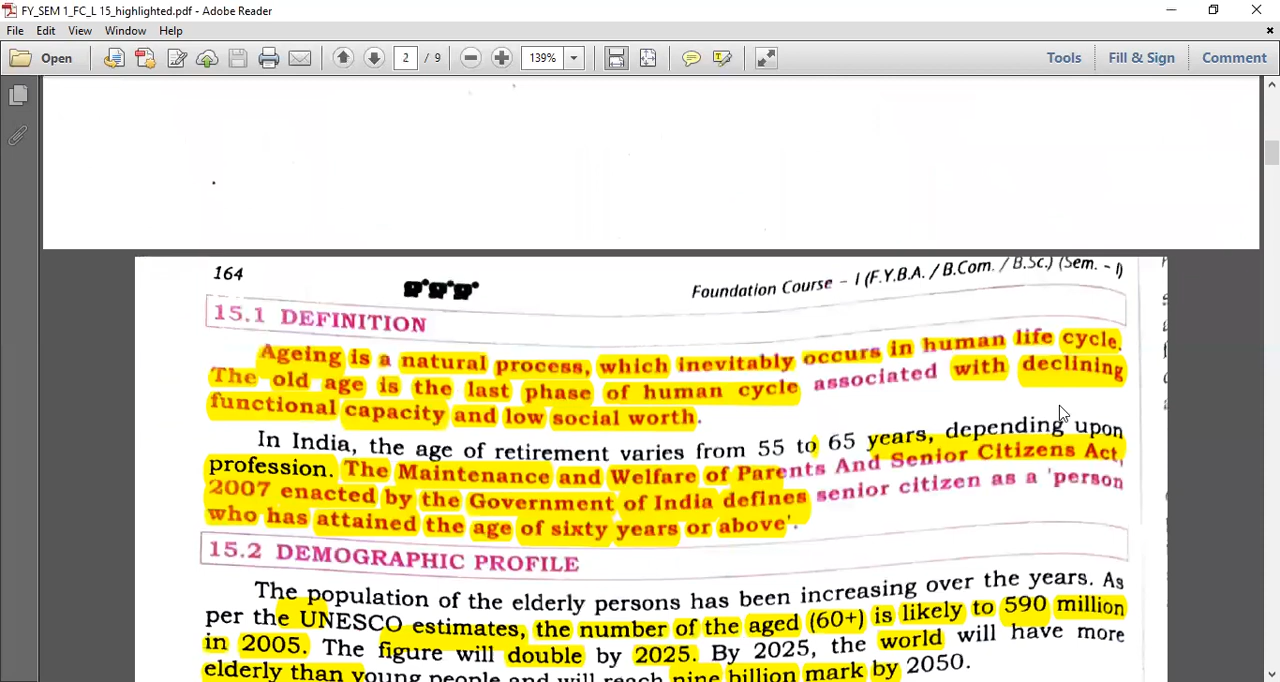 FY_SEM 1_FC_L 15_highlighted.pdf - Adobe Reader
File Edit View Window Help
Open 2 / 9 139% Tools Fill & Sign Comment
164
Foundation Course - I (F.Y.B.A. / B.Com. / B.Sc.) (Sem. - I)
15.1 DEFINITION
Ageing is a natural process, which inevitably occurs in human life cycle.
The old age is the last phase of human cycle associated with declining
functional capacity and low social worth.
In India, the age of retirement varies from 55 to 65 years, depending upon
profession. The Maintenance and Welfare of Parents And Senior Citizens Act,
2007 enacted by the Government of India defines senior citizen as a 'person
who has attained the age of sixty years or above'.
15.2 DEMOGRAPHIC PROFILE
The population of the elderly persons has been increasing over the years. As
per the UNESCO estimates, the number of the aged (60+) is likely to 590 million
in 2005. The figure will double by 2025. By 2025, the world will have more
elderly than young people and will reach nine billion mark by 2050.